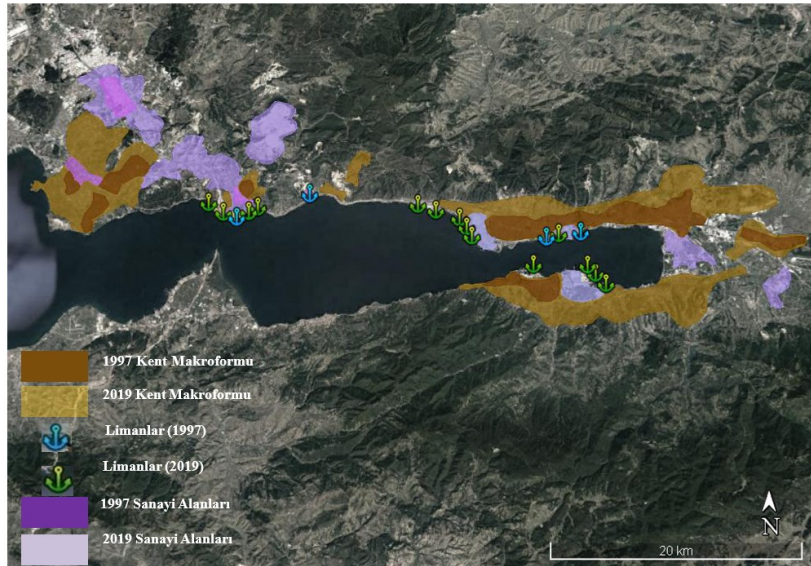 1997 Kent Makroformu
2019 Kent Makroformu
Limanlar (1997)
Limanlar (2019)
1997 Sanayi Alanları
2019 Sanayi Alanları
N
20 km